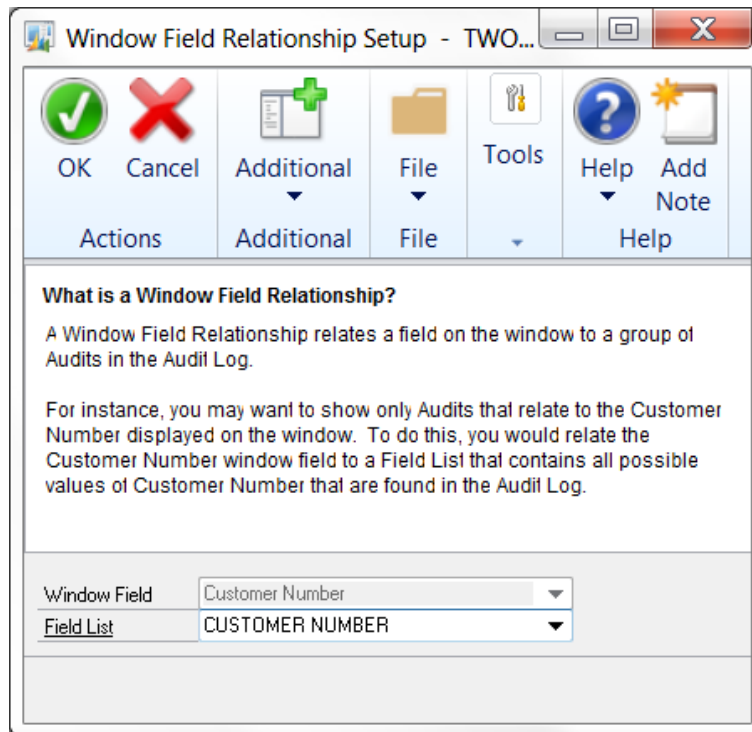 Window Field Relationship Setup - TWO...
OK Cancel Additional File Tools Help Add Note
Actions Additional File Help
What is a Window Field Relationship?
A Window Field Relationship relates a field on the window to a group of
Audits in the Audit Log.
For instance, you may want to show only Audits that relate to the Customer
Number displayed on the window. To do this, you would relate the
Customer Number window field to a Field List that contains all possible
values of Customer Number that are found in the Audit Log.
Window Field Customer Number
Field List CUSTOMER NUMBER